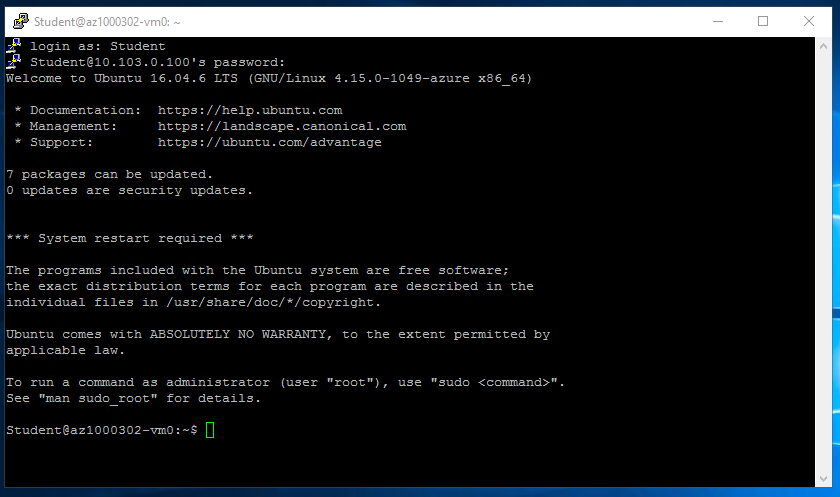 Student@az1000302-vm0: ~
login as: Student
Student@10.103.0.100's password:
Welcome to Ubuntu 16.04.6 LTS (GNU/Linux 4.15.0-1049-azure x86_64)
* Documentation:  https://help.ubuntu.com
* Management:     https://landscape.canonical.com
* Support:        https://ubuntu.com/advantage
7 packages can be updated.
0 updates are security updates.
*** System restart required ***
The programs included with the Ubuntu system are free software;
the exact distribution terms for each program are described in the
individual files in /usr/share/doc/*/copyright.
Ubuntu comes with ABSOLUTELY NO WARRANTY, to the extent permitted by
applicable law.
To run a command as administrator (user "root"), use "sudo <command>".
See "man sudo_root" for details.
Student@az1000302-vm0:~$